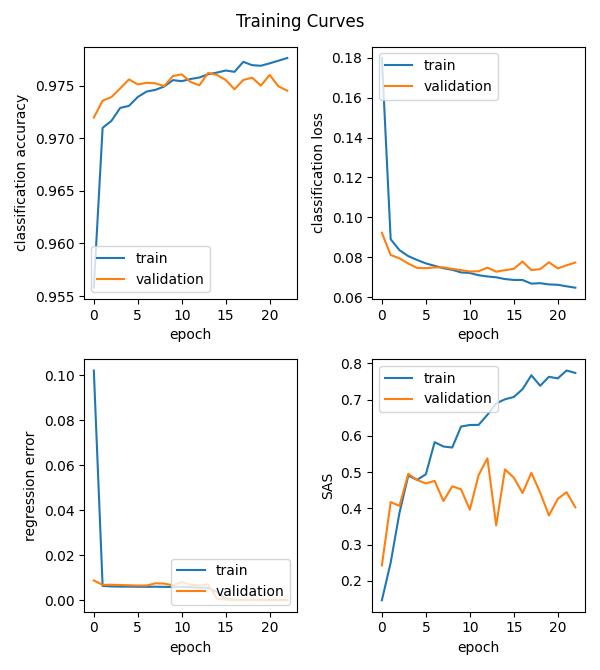 Training Curves
classification accuracy
0.975
0.970
0.965
0.960
0.955
train
validation
0 5 10 15 20
epoch
classification loss
0.18
0.16
0.14
0.12
0.10
0.08
0.06
train
validation
0 5 10 15 20
epoch
regression error
0.10
0.08
0.06
0.04
0.02
0.00
train
validation
0 5 10 15 20
epoch
SAS
0.8
0.7
0.6
0.5
0.4
0.3
0.2
train
validation
0 5 10 15 20
epoch